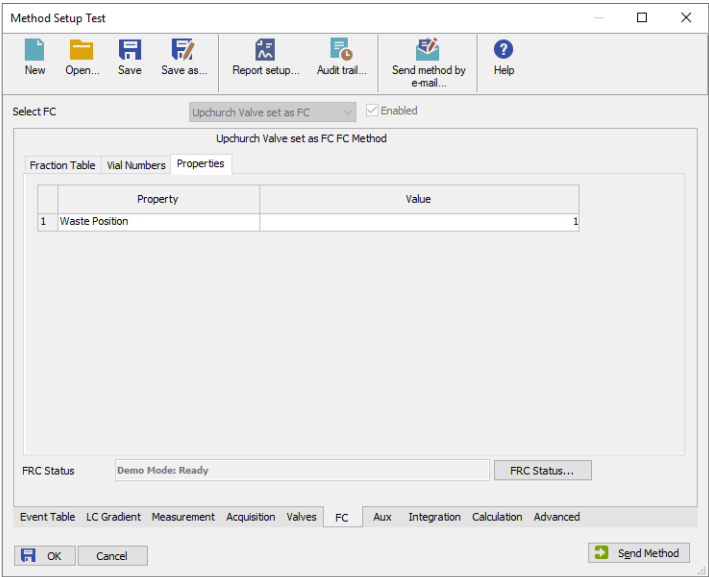 Method Setup Test
New Open... Save Save as... Report setup... Audit trail... Send method by e-mail... Help
Select FC Upchurch Valve set as FC Enabled
Upchurch Valve set as FC FC Method
Fraction Table Vial Numbers Properties
Property Value
1 Waste Position 1
FRC Status Demo Mode: Ready FRC Status...
Event Table LC Gradient Measurement Acquisition Valves FC Aux Integration Calculation Advanced
OK Cancel Send Method